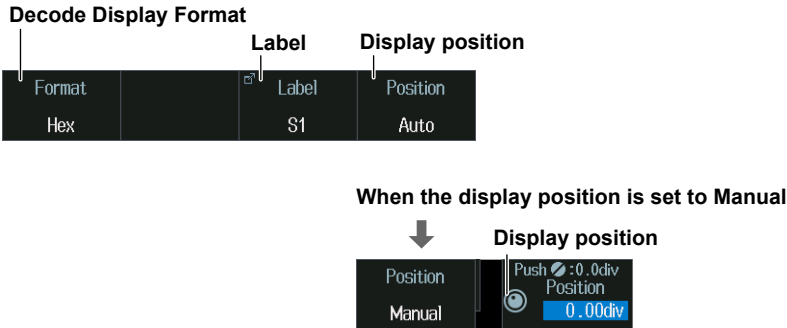 Decode Display Format
Label
Display position
Format
Label
Position
Hex
S1
Auto
When the display position is set to Manual
Display position
Position
Manual
Push :0.0div
Position
0.00div